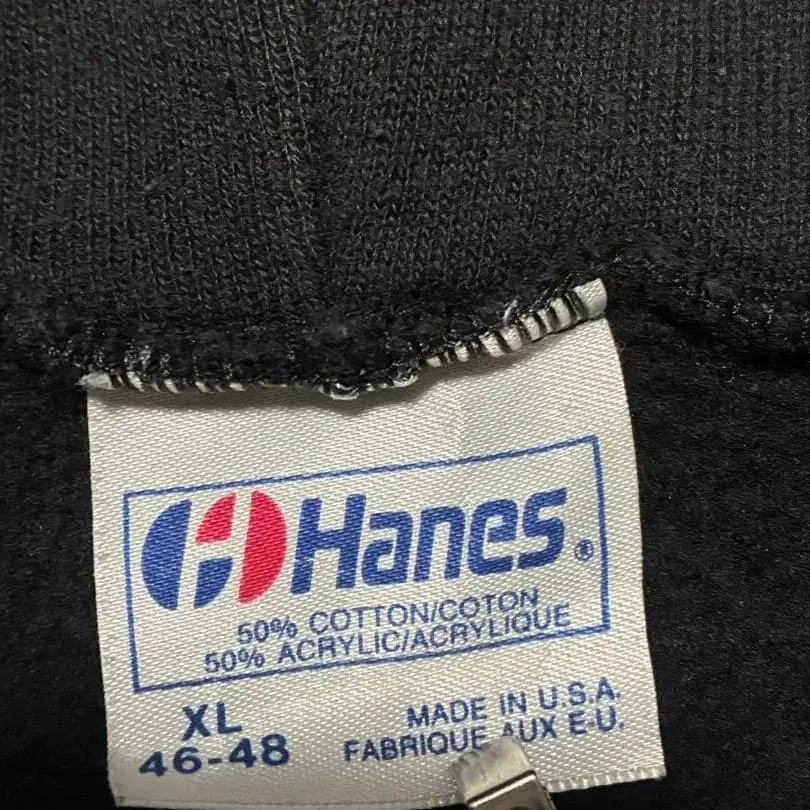 Hanes®
50% COTTON/COTON
50% ACRYLIC/ACRYLIQUE
XL
46-48
MADE IN U.S.A.
FABRIQUE AUX E-U.